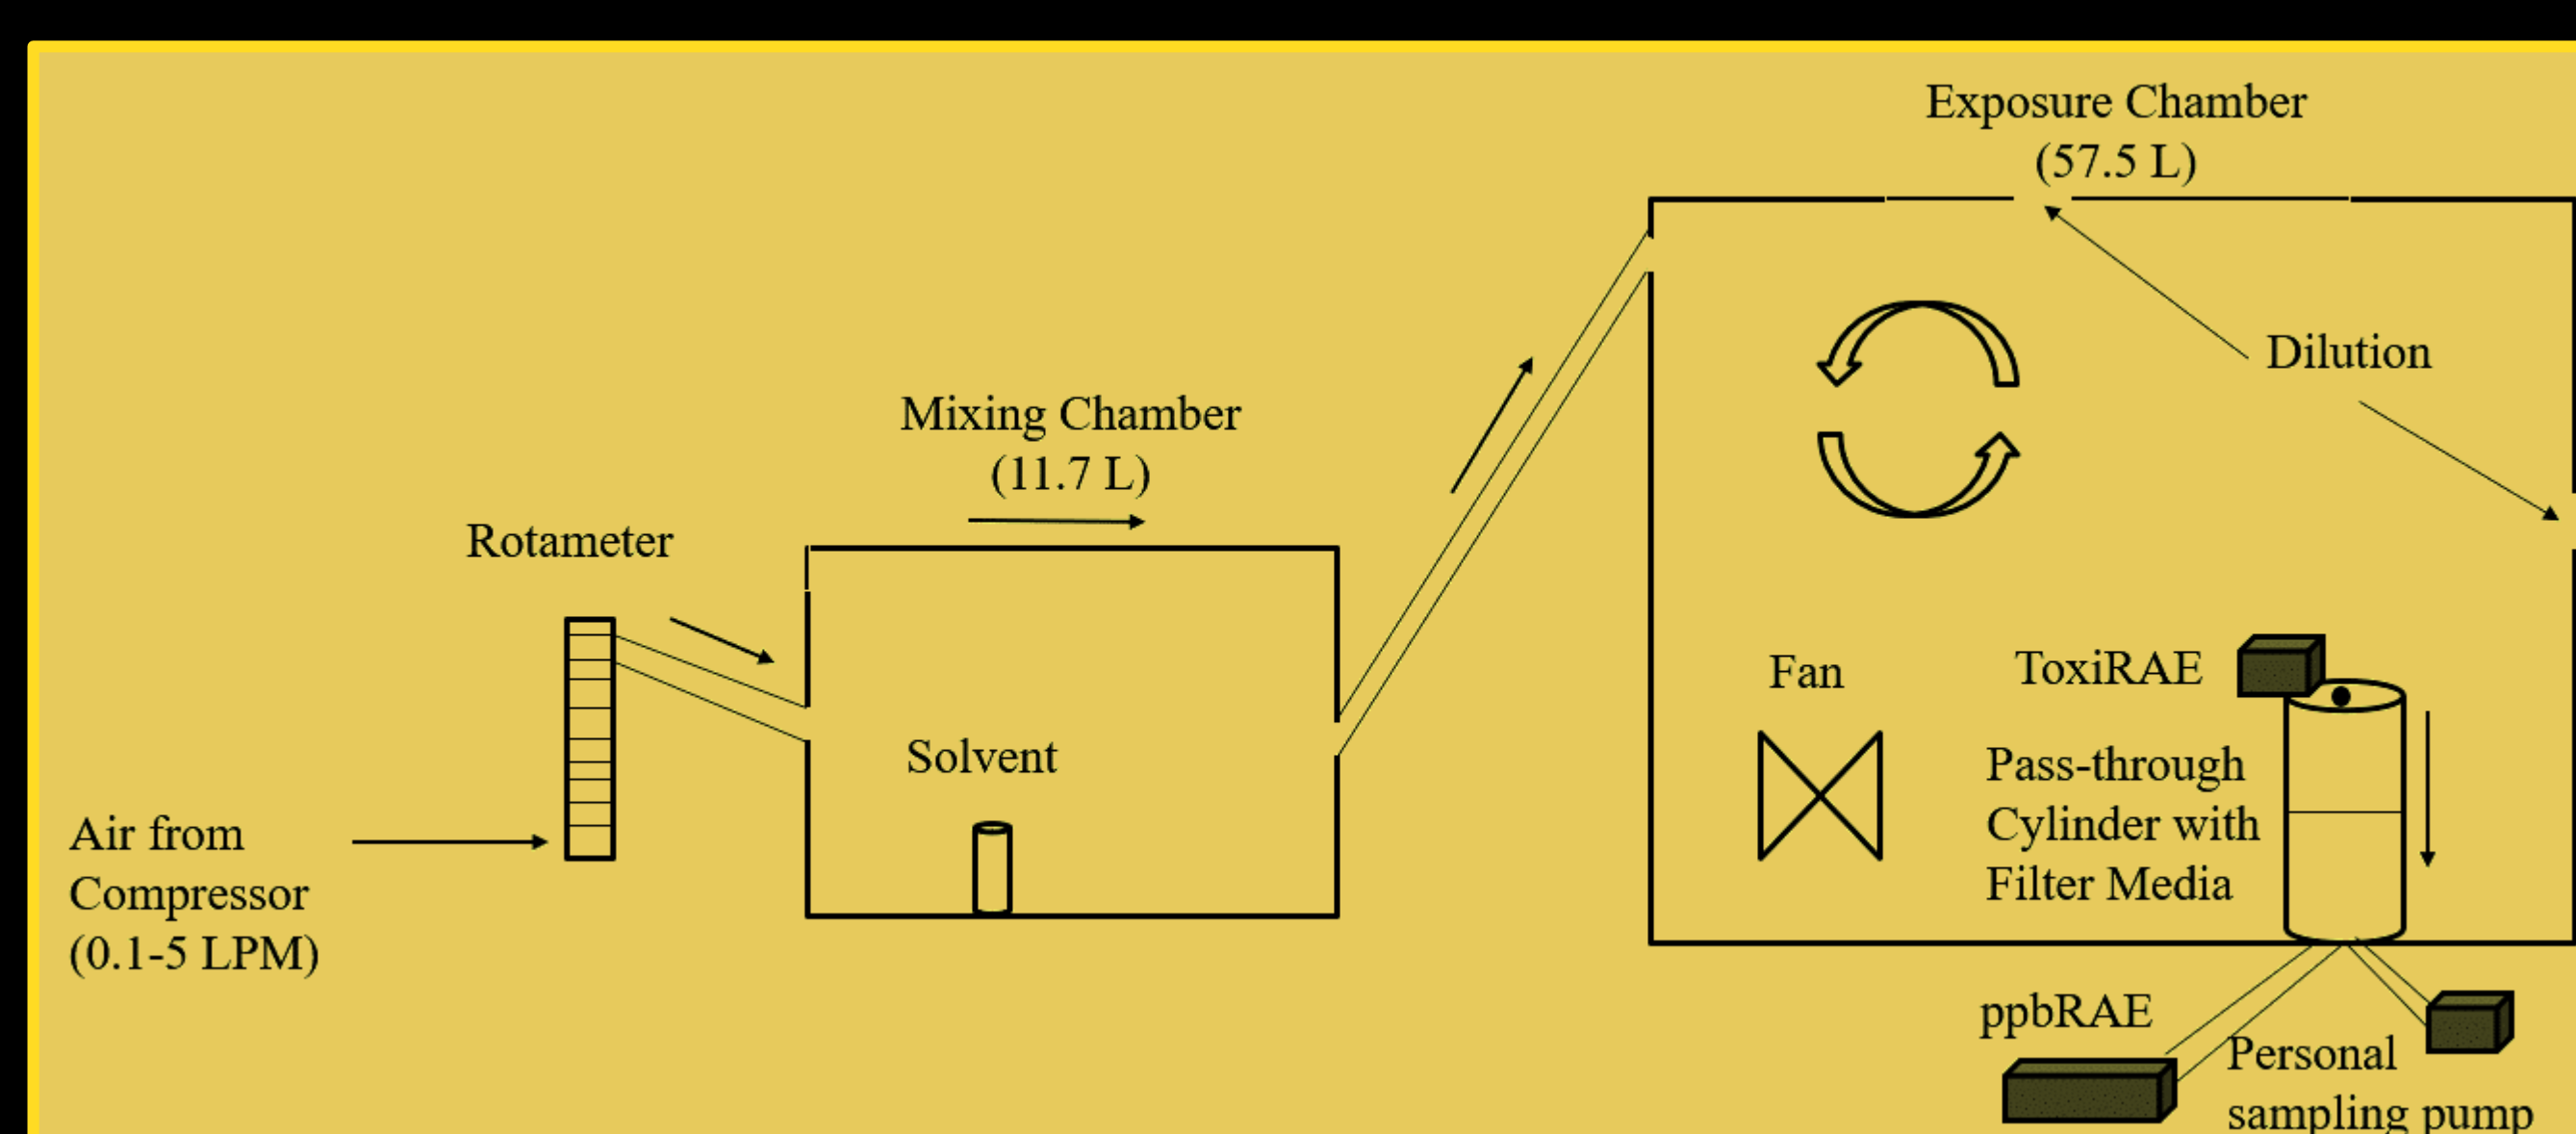 Exposure Chamber
(57.5 L)
Dilution
Mixing Chamber
(11.7 L)
Rotameter
Fan
ToxiRAE
Solvent
Pass-through
Cylinder with
Filter Media
Air from
Compressor
(0.1-5 LPM)
ppbRAE
Personal
sampling pump